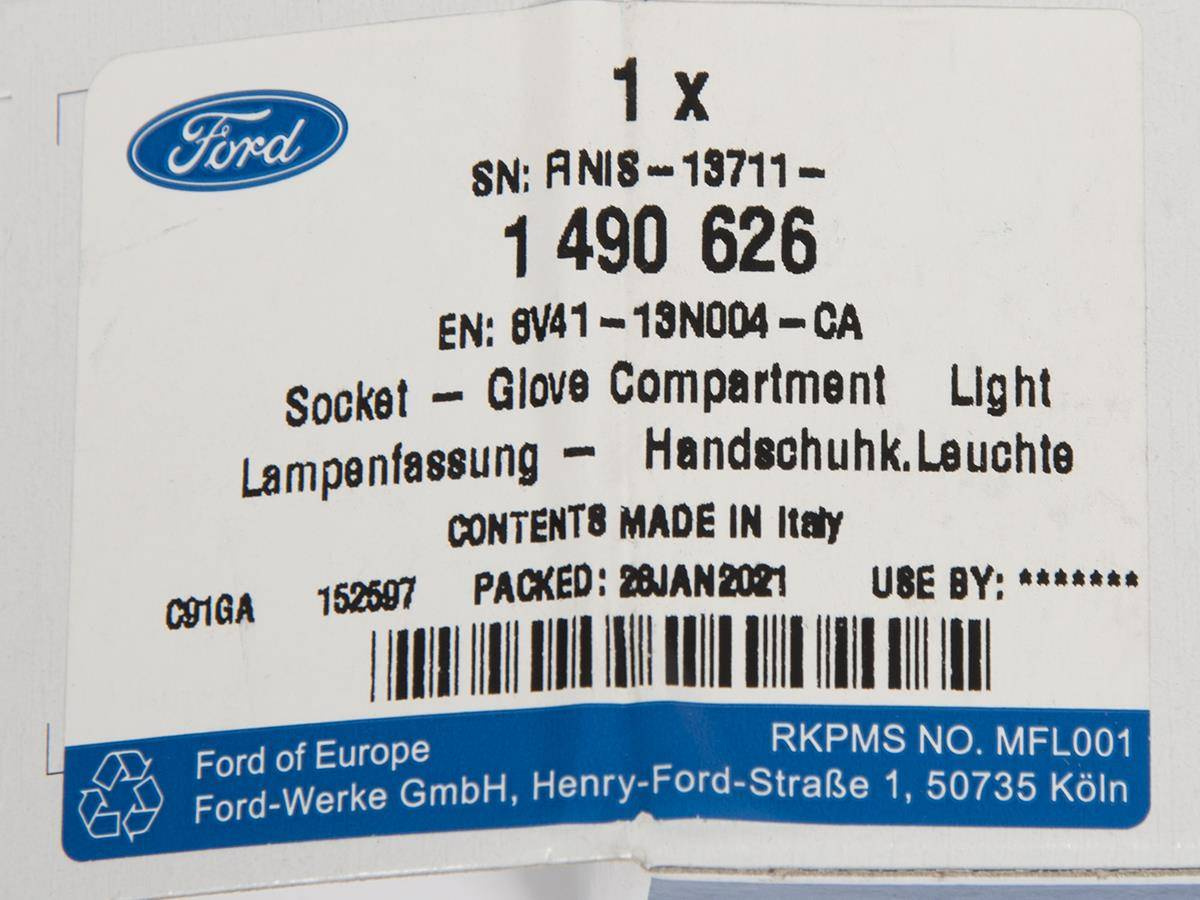 Ford
1 x
SN: FINIS-13711-
1 490 626
EN: 8V41-13N004-CA
Socket - Glove Compartment Light
Lampenfassung - Handschuhk.Leuchte
CONTENTS MADE IN Italy
C91GA 152597 PACKED: 26JAN2021 USE BY: *******
Ford of Europe RKPMS NO. MFL001
Ford-Werke GmbH, Henry-Ford-Straße 1, 50735 Köln